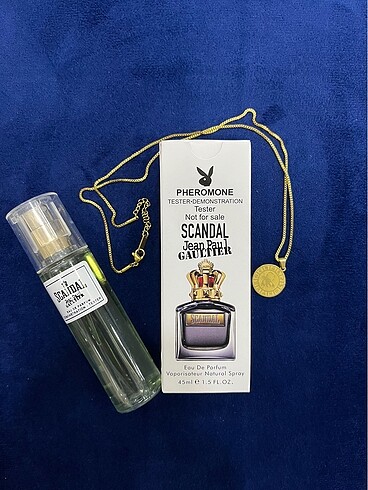 PHEROMONE
TESTER-DEMONSTRATION
Tester
Not for sale
SCANDAL
Jean Paul
GAULTIER
SCANDAL
Eau De Parfum
Vaporisateur Natural Spray
45ml ℮ 1.5 FL.OZ.
SCANDAL